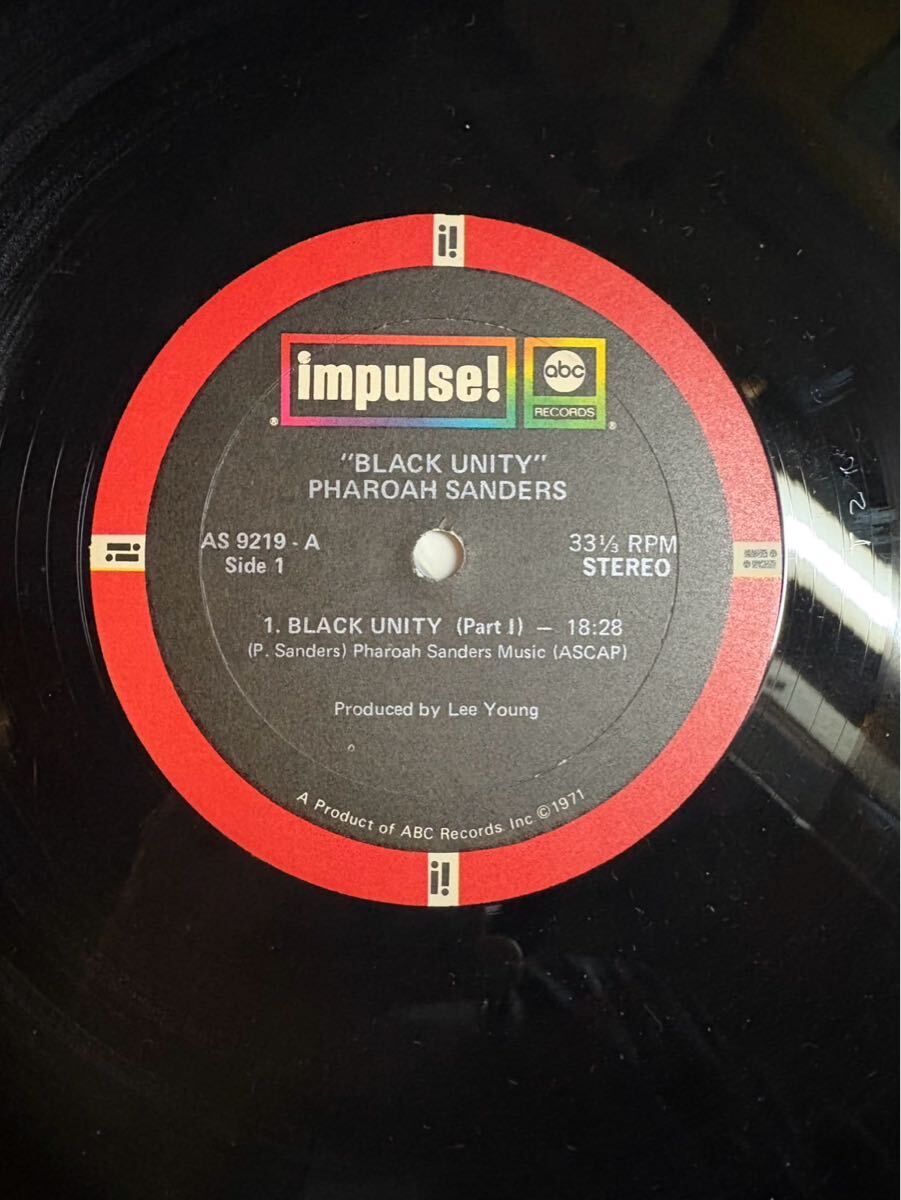 i!
impulse!
abc
RECORDS
®
®
"BLACK UNITY"
PHAROAH SANDERS
AS 9219 - A
33⅓ RPM
i!
Side 1
STEREO
1. BLACK UNITY (Part I) — 18:28
(P. Sanders) Pharoah Sanders Music (ASCAP)
Produced by Lee Young
A Product of ABC Records Inc © 1971
i!